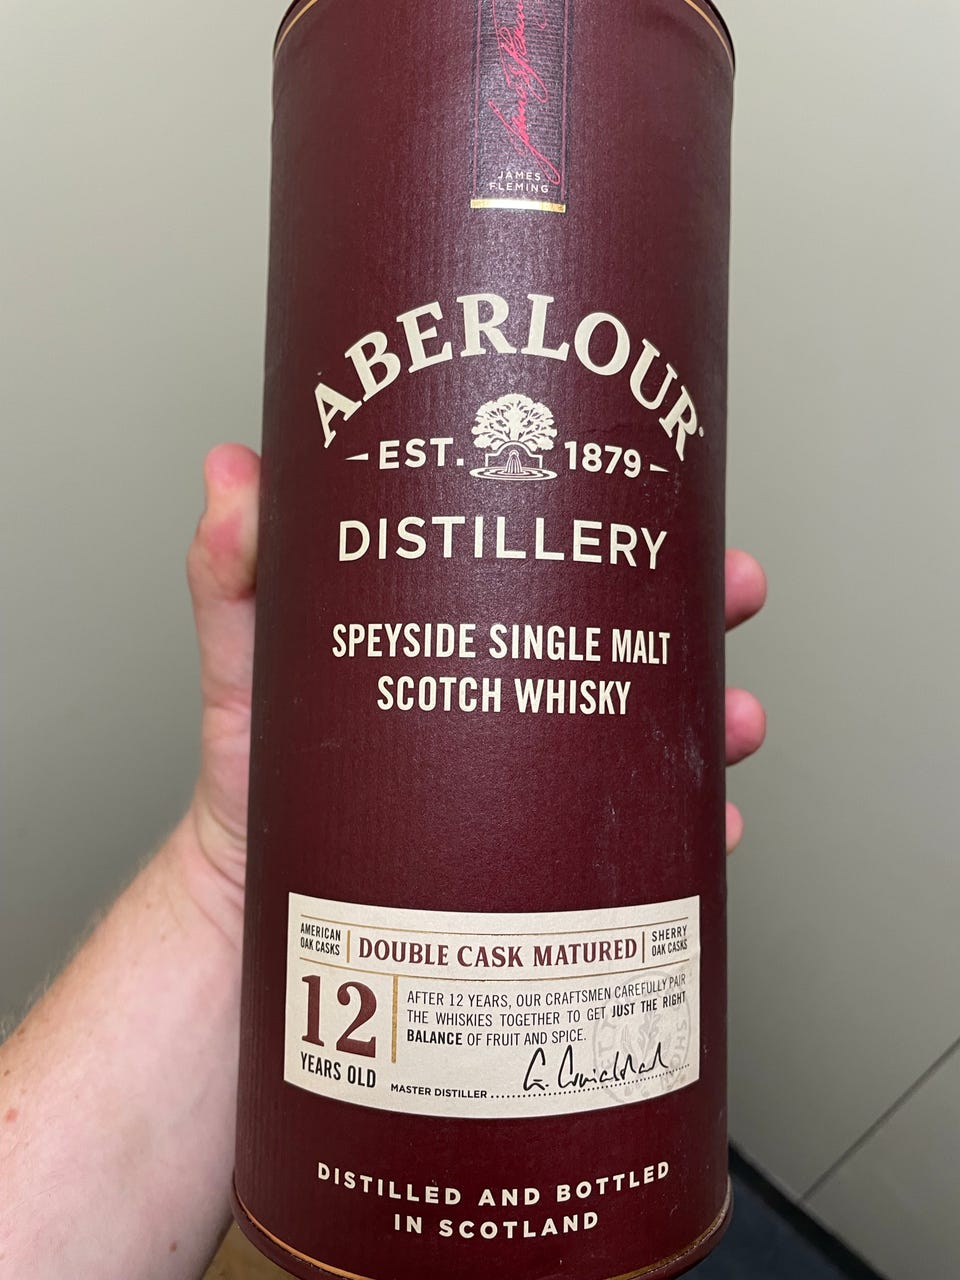 James Fleming
JAMES
FLEMING
ABERLOUR
EST. 1879
DISTILLERY
SPEYSIDE SINGLE MALT
SCOTCH WHISKY
AMERICAN
OAK CASKS
DOUBLE CASK MATURED
SHERRY
OAK CASKS
12
YEARS OLD
AFTER 12 YEARS, OUR CRAFTSMEN CAREFULLY PAIR
THE WHISKIES TOGETHER TO GET JUST THE RIGHT
BALANCE OF FRUIT AND SPICE.
MASTER DISTILLER
DISTILLED AND BOTTLED
IN SCOTLAND